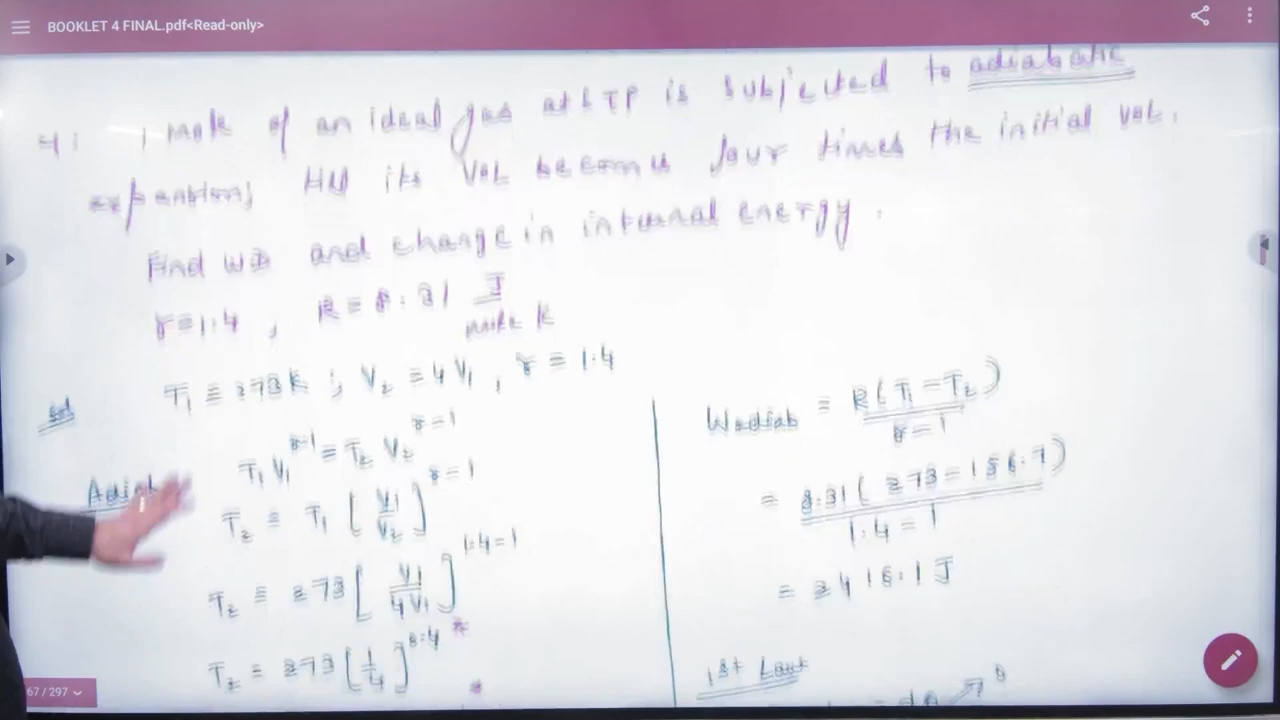 BOOKLET 4 FINAL.pdf<Read-only>
4: 1 mole of an ideal gas at STP is subjected to adiabatic
expansion, till its vol. becomes four times the initial vol.
Find WD and change in internal energy.
γ=1.4 , R = 8.31 J
mole K
T₁ = 273K ; V₂ = 4V₁ , γ = 1.4
Sol
T₁V₁^γ-1 = T₂V₂^γ-1
T₂ = T₁ [V₁/V₂]^γ-1
T₂ = 273 [V₁/4V₁]^1.4-1
T₂ = 273 [1/4]^0.4
67 / 297
Wadiab = R(T₁-T₂)/γ-1
= 8.31(273-156.7)/1.4-1
= 2416.1 J
1st Law